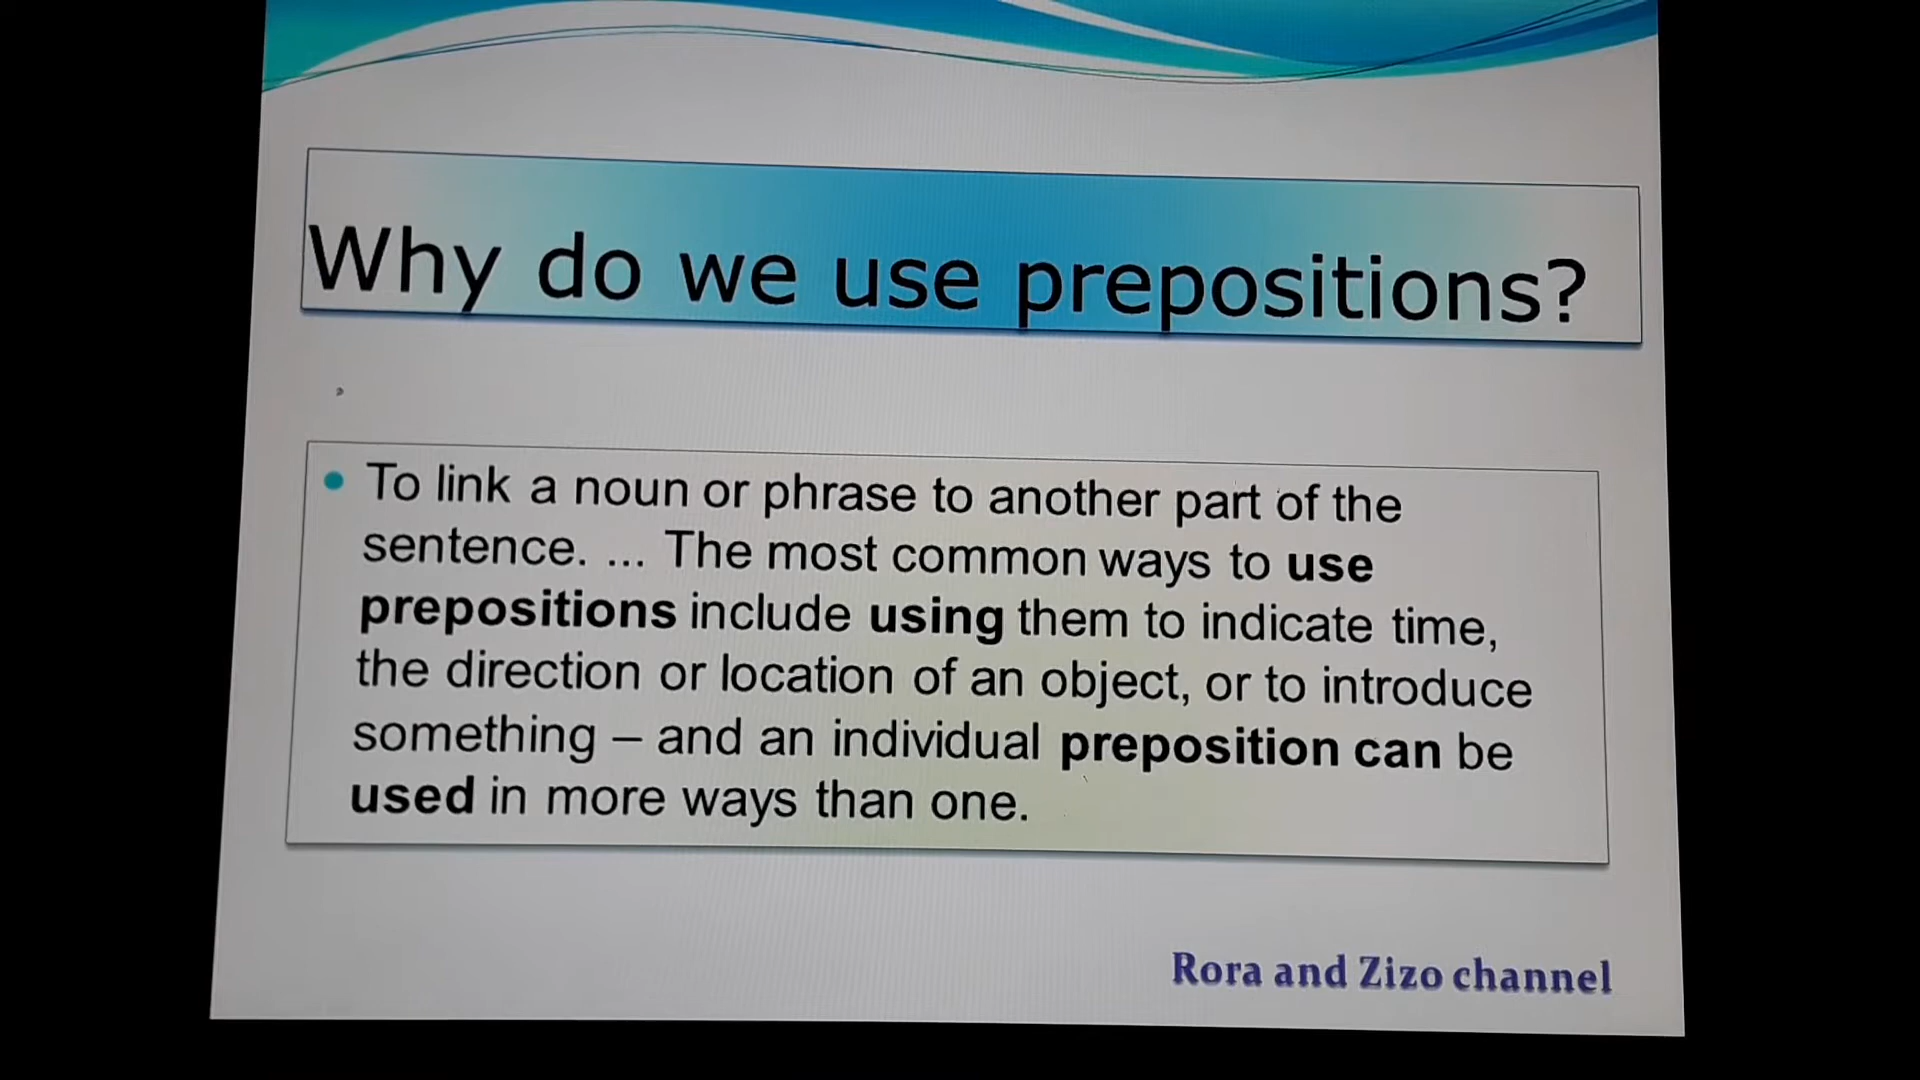 Why do we use prepositions?
To link a noun or phrase to another part of the
sentence. ... The most common ways to use
prepositions include using them to indicate time,
the direction or location of an object, or to introduce
something – and an individual preposition can be
used in more ways than one.
Rora and Zizo channel